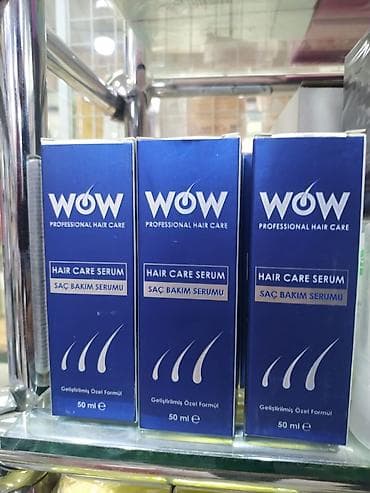 WOW
PROFESSIONAL HAIR CARE
HAIR CARE SERUM
SAÇ BAKIM SERUMU
Geliştirilmiş Özel Formül
50 ml e
WOW
PROFESSIONAL HAIR CARE
HAIR CARE SERUM
SAÇ BAKIM SERUMU
Geliştirilmiş Özel Formül
50 ml e
WOW
PROFESSIONAL HAIR CARE
HAIR CARE SERUM
SAÇ BAKIM SERUMU
Geliştirilmiş Özel Formül
50 ml e